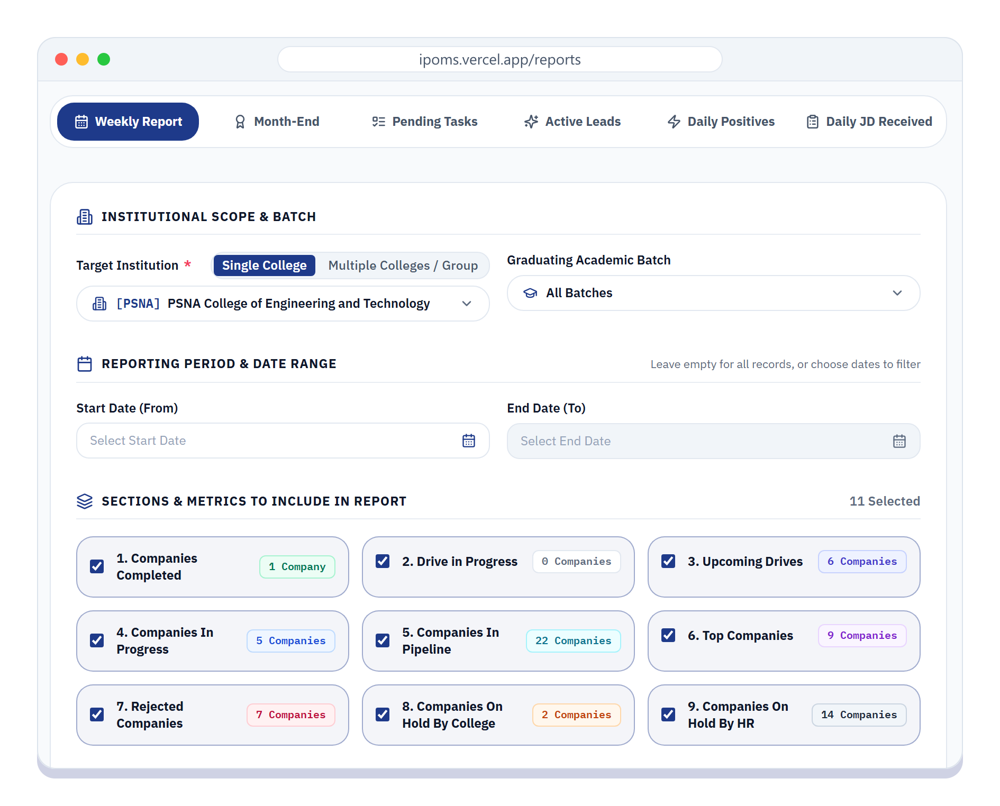 ipoms.vercel.app/reports
Weekly Report
Month-End
Pending Tasks
Active Leads
Daily Positives
Daily JD Received
INSTITUTIONAL SCOPE & BATCH
Target Institution *
Single College
Multiple Colleges / Group
[PSNA] PSNA College of Engineering and Technology
Graduating Academic Batch
All Batches
REPORTING PERIOD & DATE RANGE
Leave empty for all records, or choose dates to filter
Start Date (From)
Select Start Date
End Date (To)
Select End Date
SECTIONS & METRICS TO INCLUDE IN REPORT
11 Selected
1. Companies
Completed
1 Company
2. Drive in Progress
0 Companies
3. Upcoming Drives
6 Companies
4. Companies In
Progress
5 Companies
5. Companies In
Pipeline
22 Companies
6. Top Companies
9 Companies
7. Rejected
Companies
7 Companies
8. Companies On
Hold By College
2 Companies
9. Companies On
Hold By HR
14 Companies